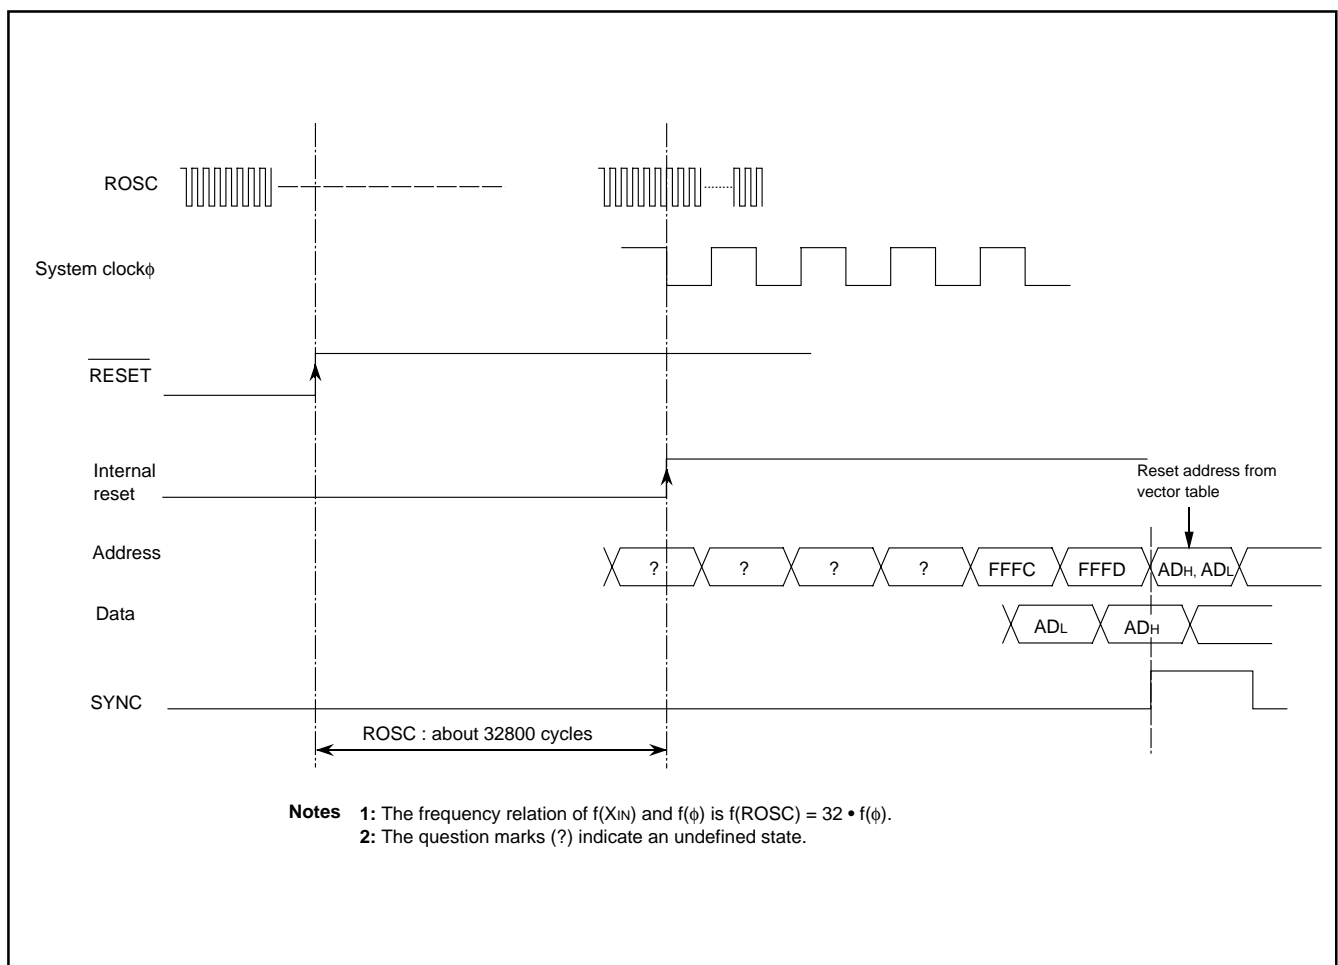 ROSC
System clockϕ
RESET
Internal
reset
Reset address from
vector table
Address
? ? ? ? FFFC FFFD ADH, ADL
Data
ADL ADH
SYNC
ROSC : about 32800 cycles
Notes 1: The frequency relation of f(XIN) and f(ϕ) is f(ROSC) = 32 • f(ϕ).
2: The question marks (?) indicate an undefined state.